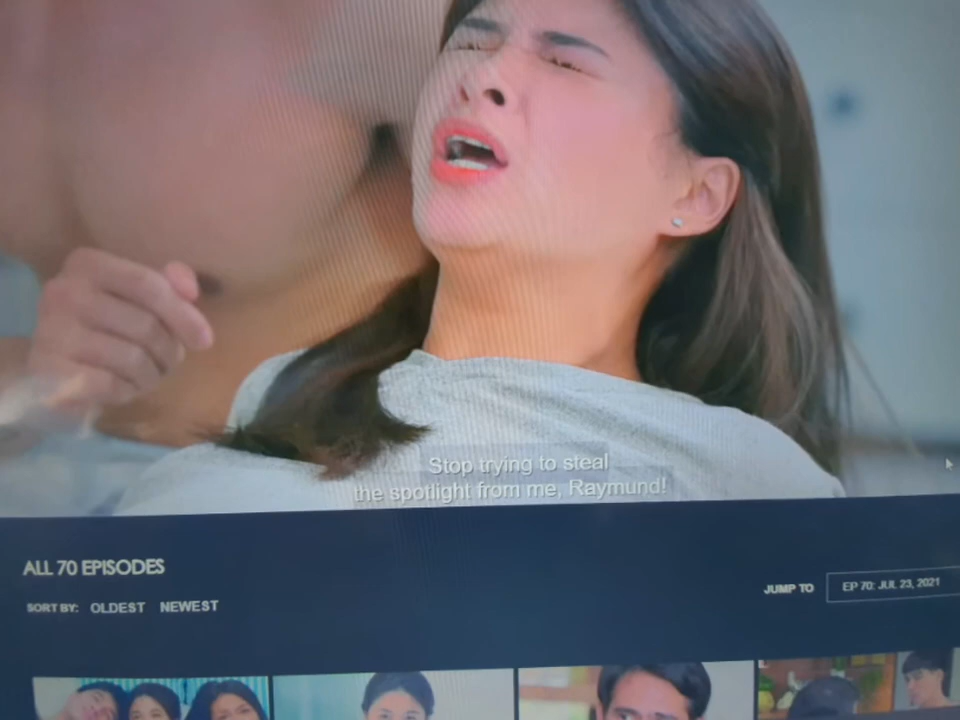 Stop trying to steal
the spotlight from me, Raymund!
ALL 70 EPISODES
JUMP TO EP 70: JUL 23, 2021
SORT BY: OLDEST NEWEST